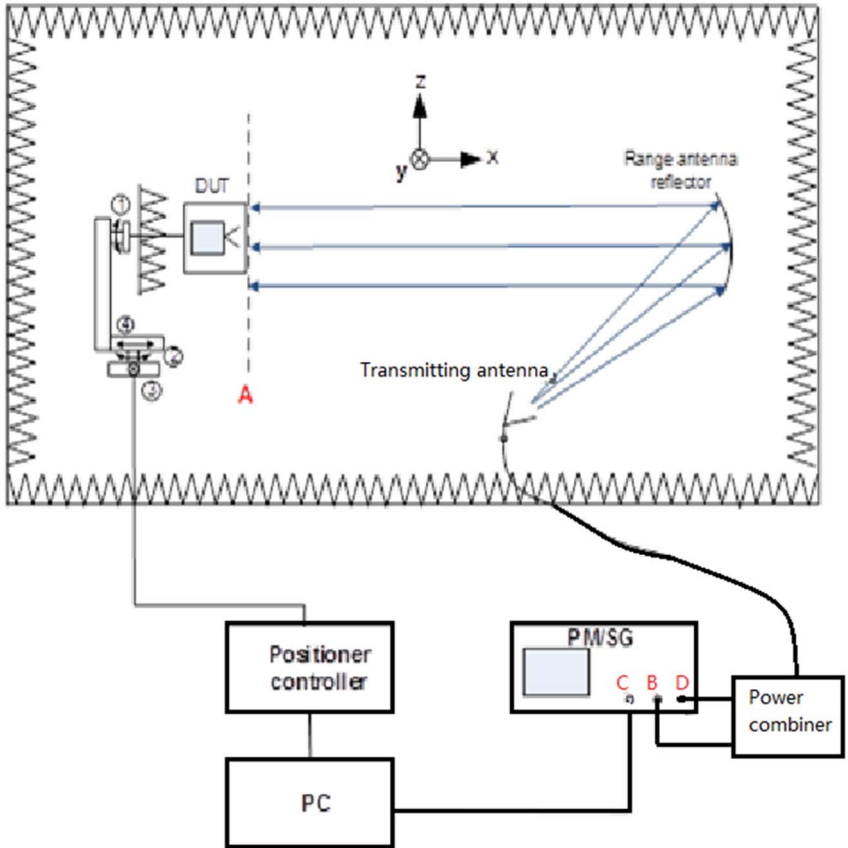 z
x
y
Range antenna
reflector
DUT
①
④
②
③
A
Transmitting antenna
PM/SG
C B D
Positioner
controller
Power
combiner
PC